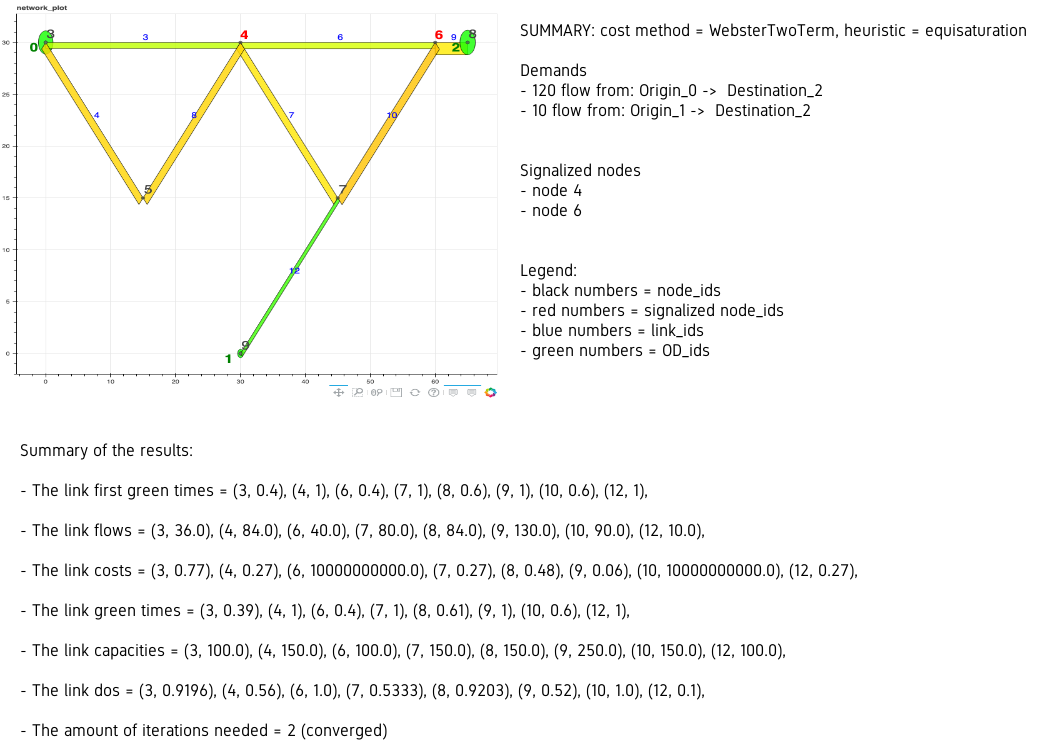 network_plot
SUMMARY: cost method = WebsterTwoTerm, heuristic = equisaturation
Demands
- 120 flow from: Origin_0 -> Destination_2
- 10 flow from: Origin_1 -> Destination_2
Signalized nodes
- node 4
- node 6
Legend:
- black numbers = node_ids
- red numbers = signalized node_ids
- blue numbers = link_ids
- green numbers = OD_ids
30
25
20
15
10
5
0
0 10 20 30 40 50 60
3 4 6 8
0 3 6 9 2
4 8 7 10
5 7
12
9
1
Summary of the results:
- The link first green times = (3, 0.4), (4, 1), (6, 0.4), (7, 1), (8, 0.6), (9, 1), (10, 0.6), (12, 1),
- The link flows = (3, 36.0), (4, 84.0), (6, 40.0), (7, 80.0), (8, 84.0), (9, 130.0), (10, 90.0), (12, 10.0),
- The link costs = (3, 0.77), (4, 0.27), (6, 10000000000.0), (7, 0.27), (8, 0.48), (9, 0.06), (10, 10000000000.0), (12, 0.27),
- The link green times = (3, 0.39), (4, 1), (6, 0.4), (7, 1), (8, 0.61), (9, 1), (10, 0.6), (12, 1),
- The link capacities = (3, 100.0), (4, 150.0), (6, 100.0), (7, 150.0), (8, 150.0), (9, 250.0), (10, 150.0), (12, 100.0),
- The link dos = (3, 0.9196), (4, 0.56), (6, 1.0), (7, 0.5333), (8, 0.9203), (9, 0.52), (10, 1.0), (12, 0.1),
- The amount of iterations needed = 2 (converged)